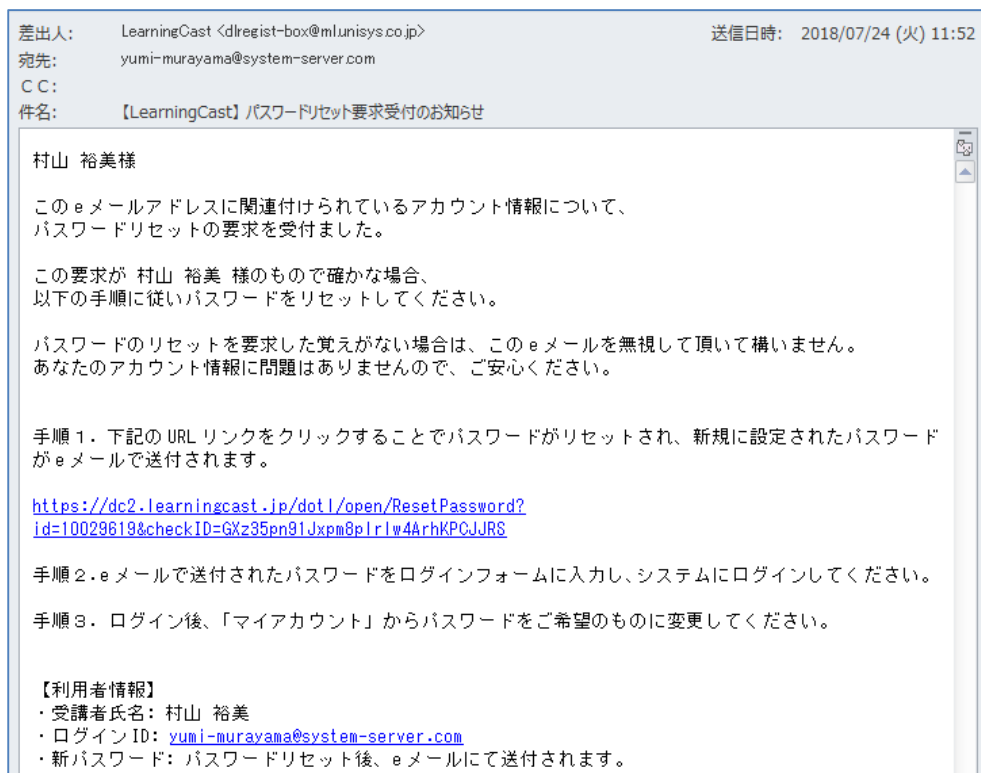 差出人: LearningCast <dlregist-box@ml.unisys.co.jp> 送信日時: 2018/07/24 (火) 11:52
宛先: yumi-murayama@system-server.com
CC:
件名: 【LearningCast】パスワードリセット要求受付のお知らせ
村山 裕美様
このeメールアドレスに関連付けられているアカウント情報について、
パスワードリセットの要求を受付ました。
この要求が 村山 裕美 様のもので確かな場合、
以下の手順に従いパスワードをリセットしてください。
パスワードのリセットを要求した覚えがない場合は、このeメールを無視して頂いて構いません。
あなたのアカウント情報に問題はありませんので、ご安心ください。
手順1. 下記のURLリンクをクリックすることでパスワードがリセットされ、新規に設定されたパスワード
がeメールで送付されます。
https://dc2.learningcast.jp/dotl/open/ResetPassword?
id=10029619&checkID=GXz35pn91Jxpm8plrlw4ArhKPCJJRS
手順2.eメールで送付されたパスワードをログインフォームに入力し、システムにログインしてください。
手順3. ログイン後、「マイアカウント」からパスワードをご希望のものに変更してください。
【利用者情報】
・受講者氏名: 村山 裕美
・ログインID: yumi-murayama@system-server.com
・新パスワード: パスワードリセット後、eメールにて送付されます。